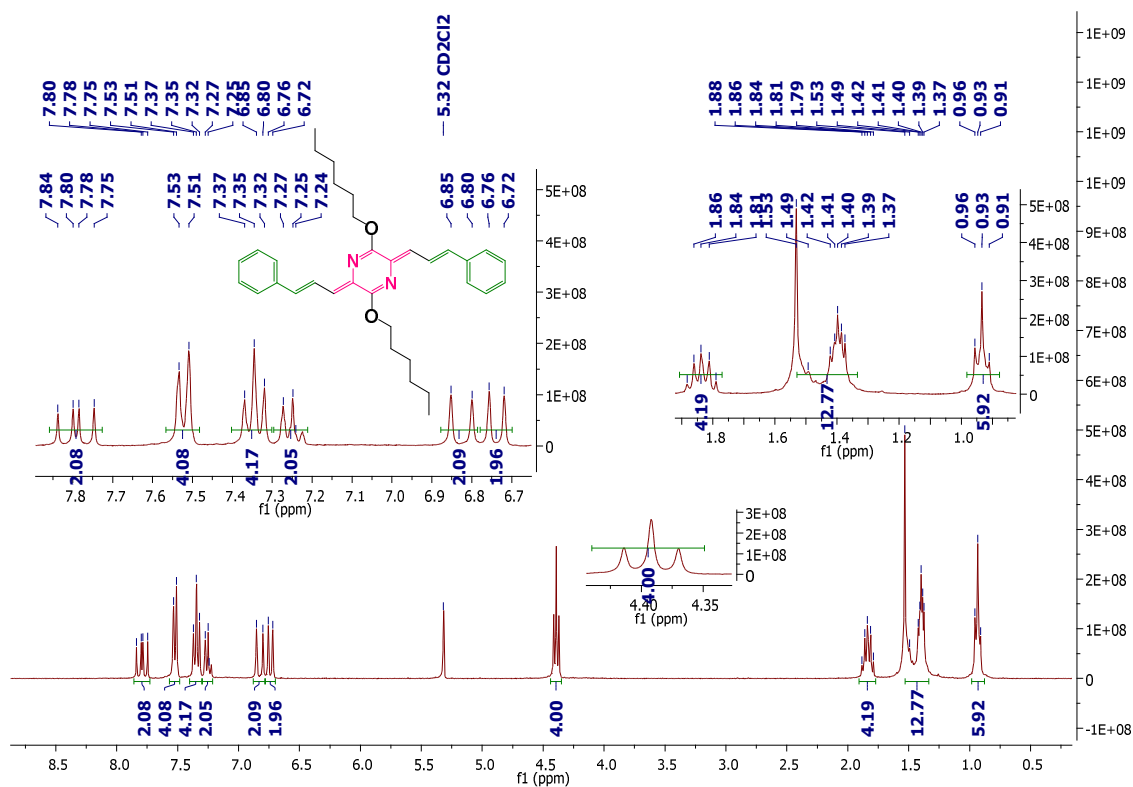 7.80 7.78 7.75 7.53 7.51 7.37 7.35 7.32 7.27 7.25 6.85 6.80 6.76 6.72
5.32 CD2Cl2
1.88 1.86 1.84 1.81 1.79 1.53 1.49 1.42 1.41 1.40 1.39 1.37 0.96 0.93 0.91
7.84 7.80 7.78 7.75 7.53 7.51 7.37 7.35 7.32 7.27 7.25 7.24 6.85 6.80 6.76 6.72
5E+08
4E+08
3E+08
2E+08
1E+08
0
O
N
N
O
2.08 4.08 4.17 2.05 2.09 1.96
7.8 7.7 7.6 7.5 7.4 7.3 7.2 7.1 7.0 6.9 6.8 6.7
f1 (ppm)
1.86 1.84 1.81 1.53 1.49 1.42 1.41 1.40 1.39 1.37 0.96 0.93 0.91
5E+08
4E+08
3E+08
2E+08
1E+08
0
4.19 12.77 5.92
1.8 1.6 1.4 1.2 1.0
f1 (ppm)
3E+08
2E+08
1E+08
0
4.00
4.40 4.35
f1 (ppm)
1E+09
1E+09
1E+09
1E+09
9E+08
8E+08
7E+08
6E+08
5E+08
4E+08
3E+08
2E+08
1E+08
0
-1E+08
2.08 4.08 4.17 2.05 2.09 1.96 4.00 4.19 12.77 5.92
8.5 8.0 7.5 7.0 6.5 6.0 5.5 5.0 4.5 4.0 3.5 3.0 2.5 2.0 1.5 1.0 0.5
f1 (ppm)